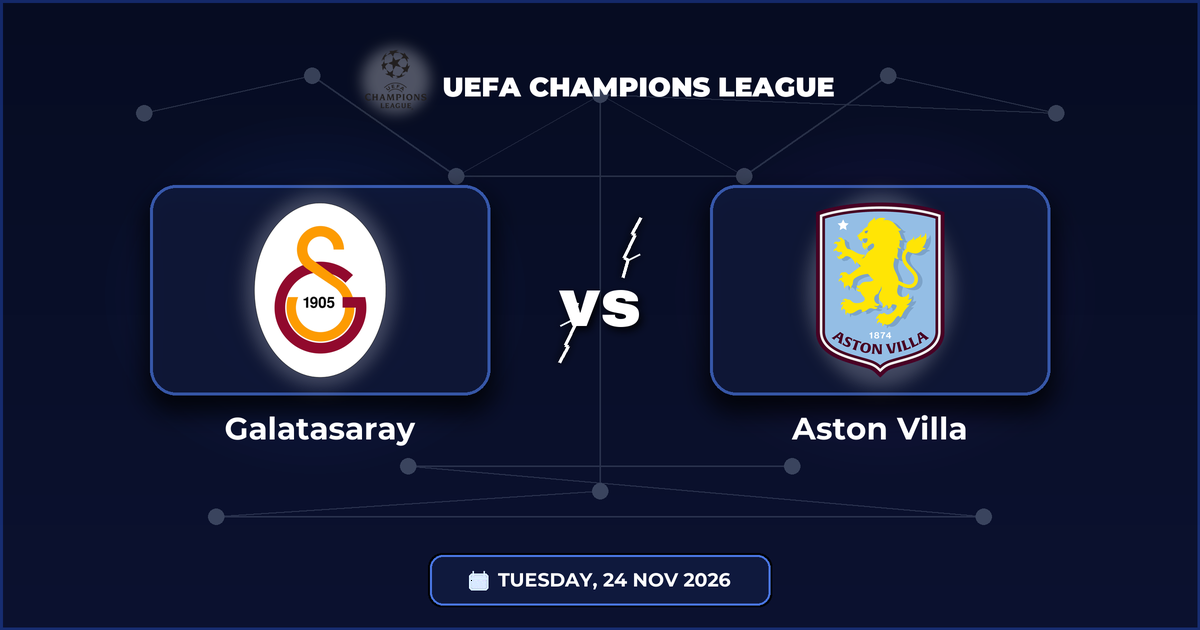 CHAMPIONS
LEAGUE
UEFA CHAMPIONS LEAGUE
1905
VS
1874
ASTON VILLA
Galatasaray
Aston Villa
TUESDAY, 24 NOV 2026